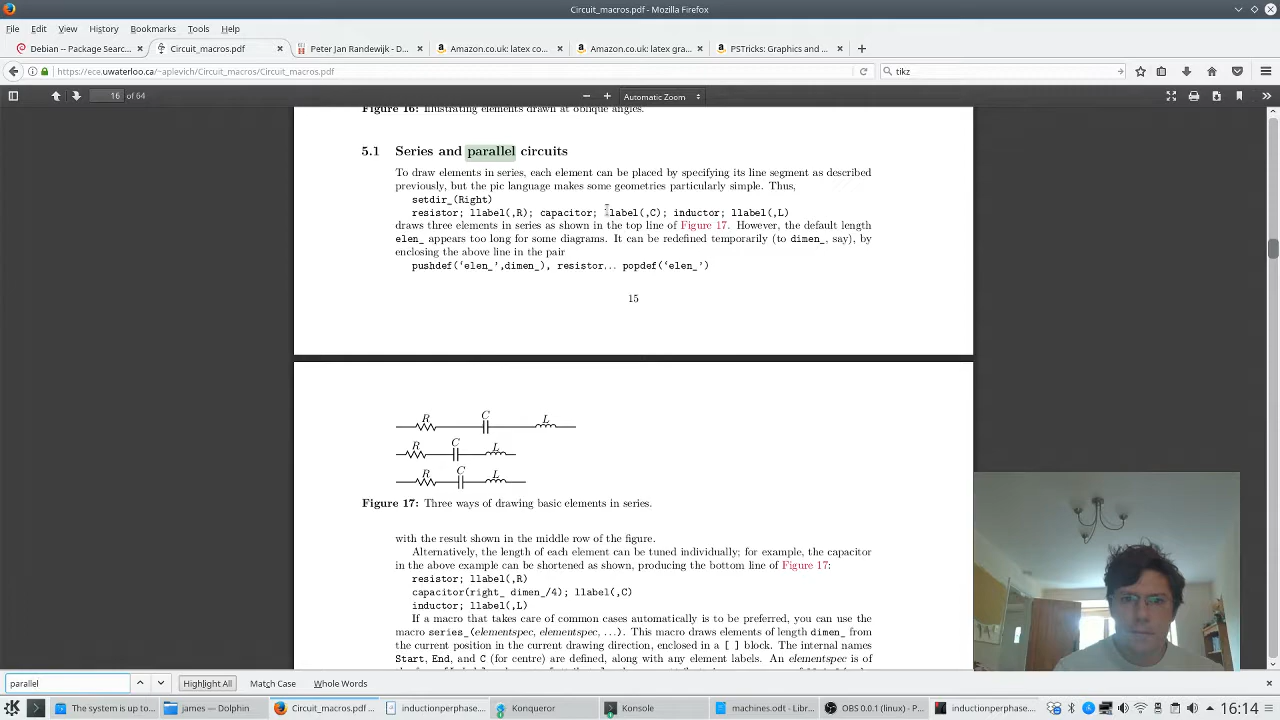 Circuit_macros.pdf - Mozilla Firefox
File Edit View History Bookmarks Tools Help
Debian -- Package Searc... × Circuit_macros.pdf × Peter Jan Randewijk - D... × Amazon.co.uk: latex co... × Amazon.co.uk: latex gra... × PSTricks: Graphics and ... × +
https://ece.uwaterloo.ca/~aplevich/Circuit_macros/Circuit_macros.pdf tikz
16 of 64 − + Automatic Zoom
Figure 16: Illustrating elements drawn at oblique angles.
5.1 Series and parallel circuits
To draw elements in series, each element can be placed by specifying its line segment as described
previously, but the pic language makes some geometries particularly simple. Thus,
setdir_(Right)
resistor; llabel(,R); capacitor; llabel(,C); inductor; llabel(,L)
draws three elements in series as shown in the top line of Figure 17. However, the default length
elen_ appears too long for some diagrams. It can be redefined temporarily (to dimen_, say), by
enclosing the above line in the pair
pushdef(‘elen_’,dimen_), resistor... popdef(‘elen_’)
15
R C L
R C L
R C L
Figure 17: Three ways of drawing basic elements in series.
with the result shown in the middle row of the figure.
Alternatively, the length of each element can be tuned individually; for example, the capacitor
in the above example can be shortened as shown, producing the bottom line of Figure 17:
resistor; llabel(,R)
capacitor(right_ dimen_/4); llabel(,C)
inductor; llabel(,L)
If a macro that takes care of common cases automatically is to be preferred, you can use the
macro series_(elementspec, elementspec, ...). This macro draws elements of length dimen_ from
the current position in the current drawing direction, enclosed in a [ ] block. The internal names
Start, End, and C (for centre) are defined, along with any element labels. An elementspec is of
parallel Highlight All Match Case Whole Words
The system is up to... james — Dolphin Circuit_macros.pdf ... inductionperphase... Konqueror Konsole machines.odt - Libr... OBS 0.0.1 (linux) - P... inductionperphase... 16:14